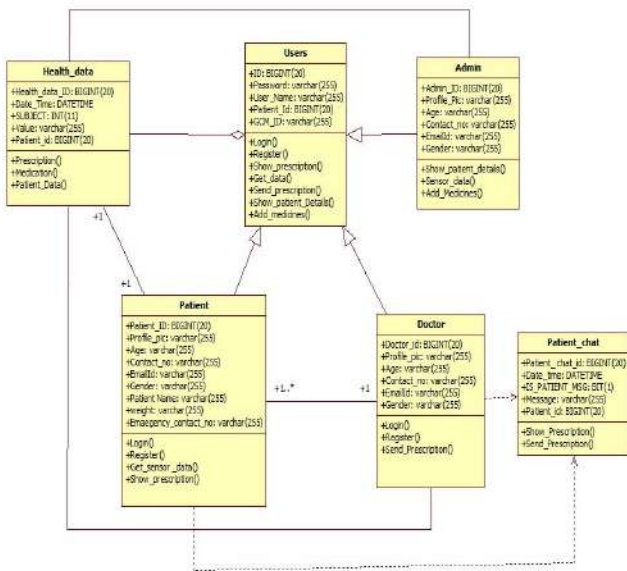 Health_data
+Health_data_ID: BIGINT(20)
+Date_Time: DATETIME
+SUBJECT: INT(11)
+Value: varchar(255)
+Patient_id: BIGINT(20)
+Prescription()
+Medication()
+Patient_Data()
Users
+ID: BIGINT(20)
+Password: varchar(255)
+User_Name: varchar(255)
+Patient_Id: BIGINT(20)
+GCM_ID: varchar(255)
+Login()
+Register()
+Show_prescription()
+Get_data()
+Send_prescription()
+Show_patient_Details()
+Add_medicines()
Admin
+Admin_ID: BIGINT(20)
+Profile_Pic: varchar(255)
+Age: varchar(255)
+Contact_no: varchar(255)
+EmailId: varchar(255)
+Gender: varchar(255)
+Show_patient_details()
+Sensor_data()
+Add_Medicines()
+1
+1
Patient
+Patient_ID: BIGINT(20)
+Profile_pic: varchar(255)
+Age: varchar(255)
+Contact_no: varchar(255)
+EmailId: varchar(255)
+Gender: varchar(255)
+Patient Name: varchar(255)
+weight: varchar(255)
+Emaegency_contact_no: varchar(255)
+Login()
+Register()
+Get_sensor _data()
+Show_prescription()
+1..*
+1
Doctor
+Doctor_id: BIGINT(20)
+Profile_pic: varchar(255)
+Age: varchar(255)
+Contact_no: varchar(255)
+EmailId: varchar(255)
+Gender: varchar(255)
+Login()
+Register()
+Send_Prescription()
Patient_chat
+Patient_chat_id: BIGINT(20)
+Date_time: DATETIME
+IS_PATIENT_MSG: BIT(1)
+Message: varchar(255)
+Patient_id: BIGINT(20)
+Show_Prescription()
+Send_Prescription()